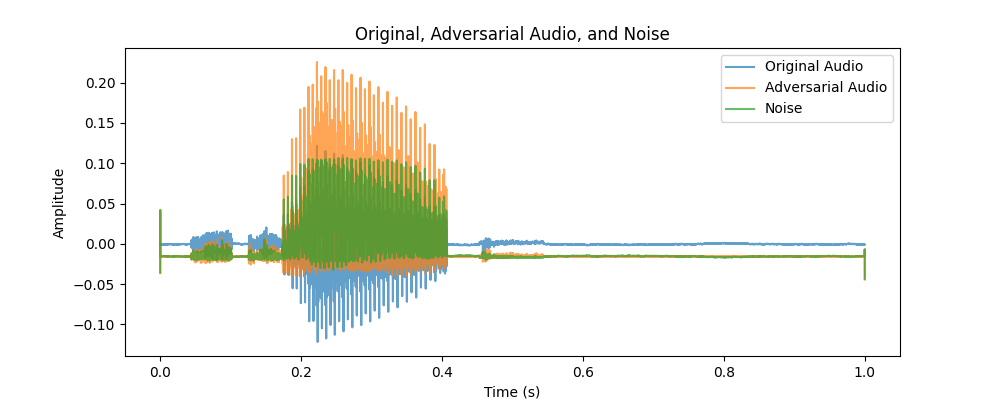 Original, Adversarial Audio, and Noise
Original Audio
Adversarial Audio
Noise
Amplitude
0.20
0.15
0.10
0.05
0.00
−0.05
−0.10
0.0 0.2 0.4 0.6 0.8 1.0
Time (s)